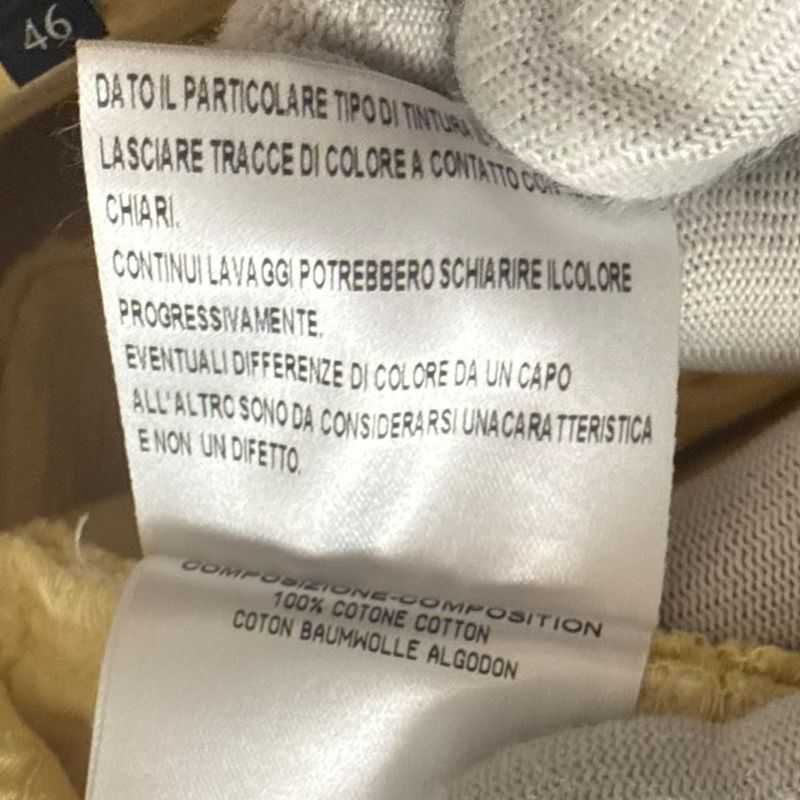 46
DATO IL PARTICOLARE TIPO DI TINTURA
LASCIARE TRACCE DI COLORE A CONTATTO CON
CHIARI.
CONTINUI LAVAGGI POTREBBERO SCHIARIRE IL COLORE
PROGRESSIVAMENTE.
EVENTUALI DIFFERENZE DI COLORE DA UN CAPO
ALL'ALTRO SONO DA CONSIDERARSI UNA CARATTERISTICA
E NON UN DIFETTO.
COMPOSIZIONE-COMPOSITION
100% COTONE COTTON
COTON BAUMWOLLE ALGODON